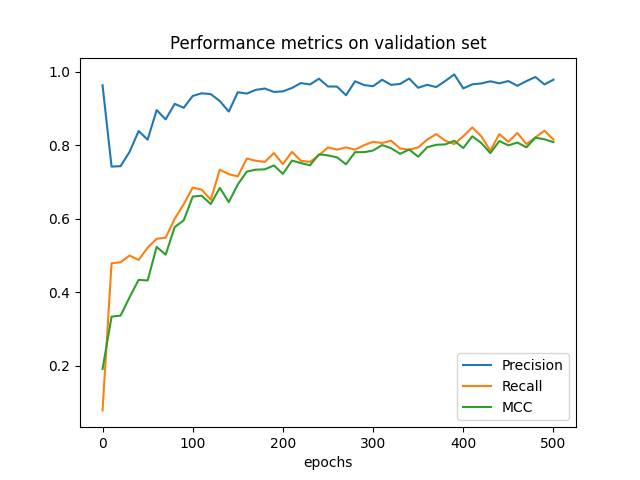 Performance metrics on validation set
1.0
0.8
0.6
0.4
0.2
Precision
Recall
MCC
0 100 200 300 400 500
epochs